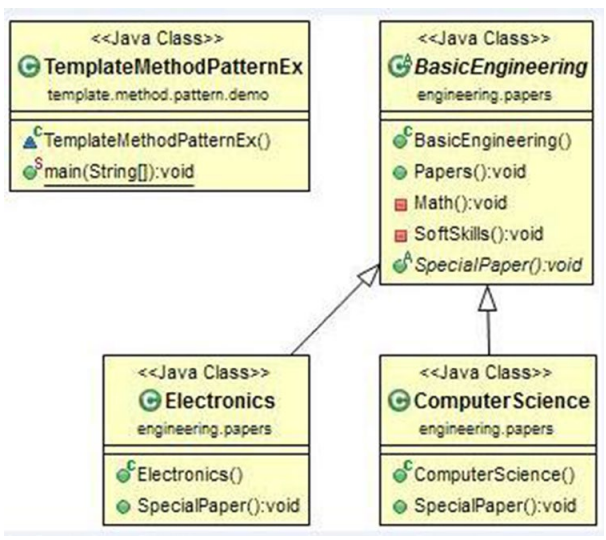 <<Java Class>>
TemplateMethodPatternEx
template.method.pattern.demo
TemplateMethodPatternEx()
main(String[]):void
<<Java Class>>
BasicEngineering
engineering.papers
BasicEngineering()
Papers():void
Math():void
SoftSkills():void
SpecialPaper():void
<<Java Class>>
Electronics
engineering.papers
Electronics()
SpecialPaper():void
<<Java Class>>
ComputerScience
engineering.papers
ComputerScience()
SpecialPaper():void